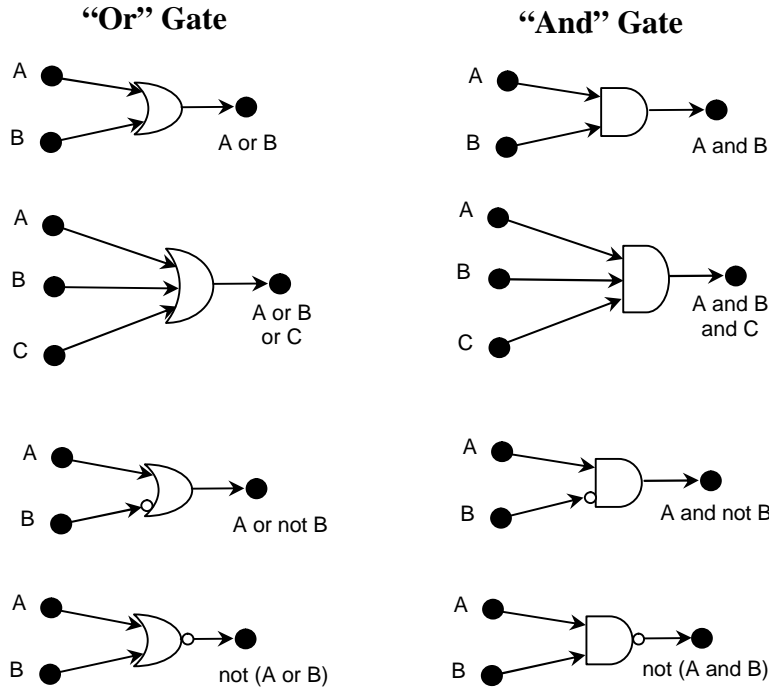 “Or” Gate
A
B
A or B
A
B
C
A or B
or C
A
B
A or not B
A
B
not (A or B)
“And” Gate
A
B
A and B
A
B
C
A and B
and C
A
B
A and not B
A
B
not (A and B)